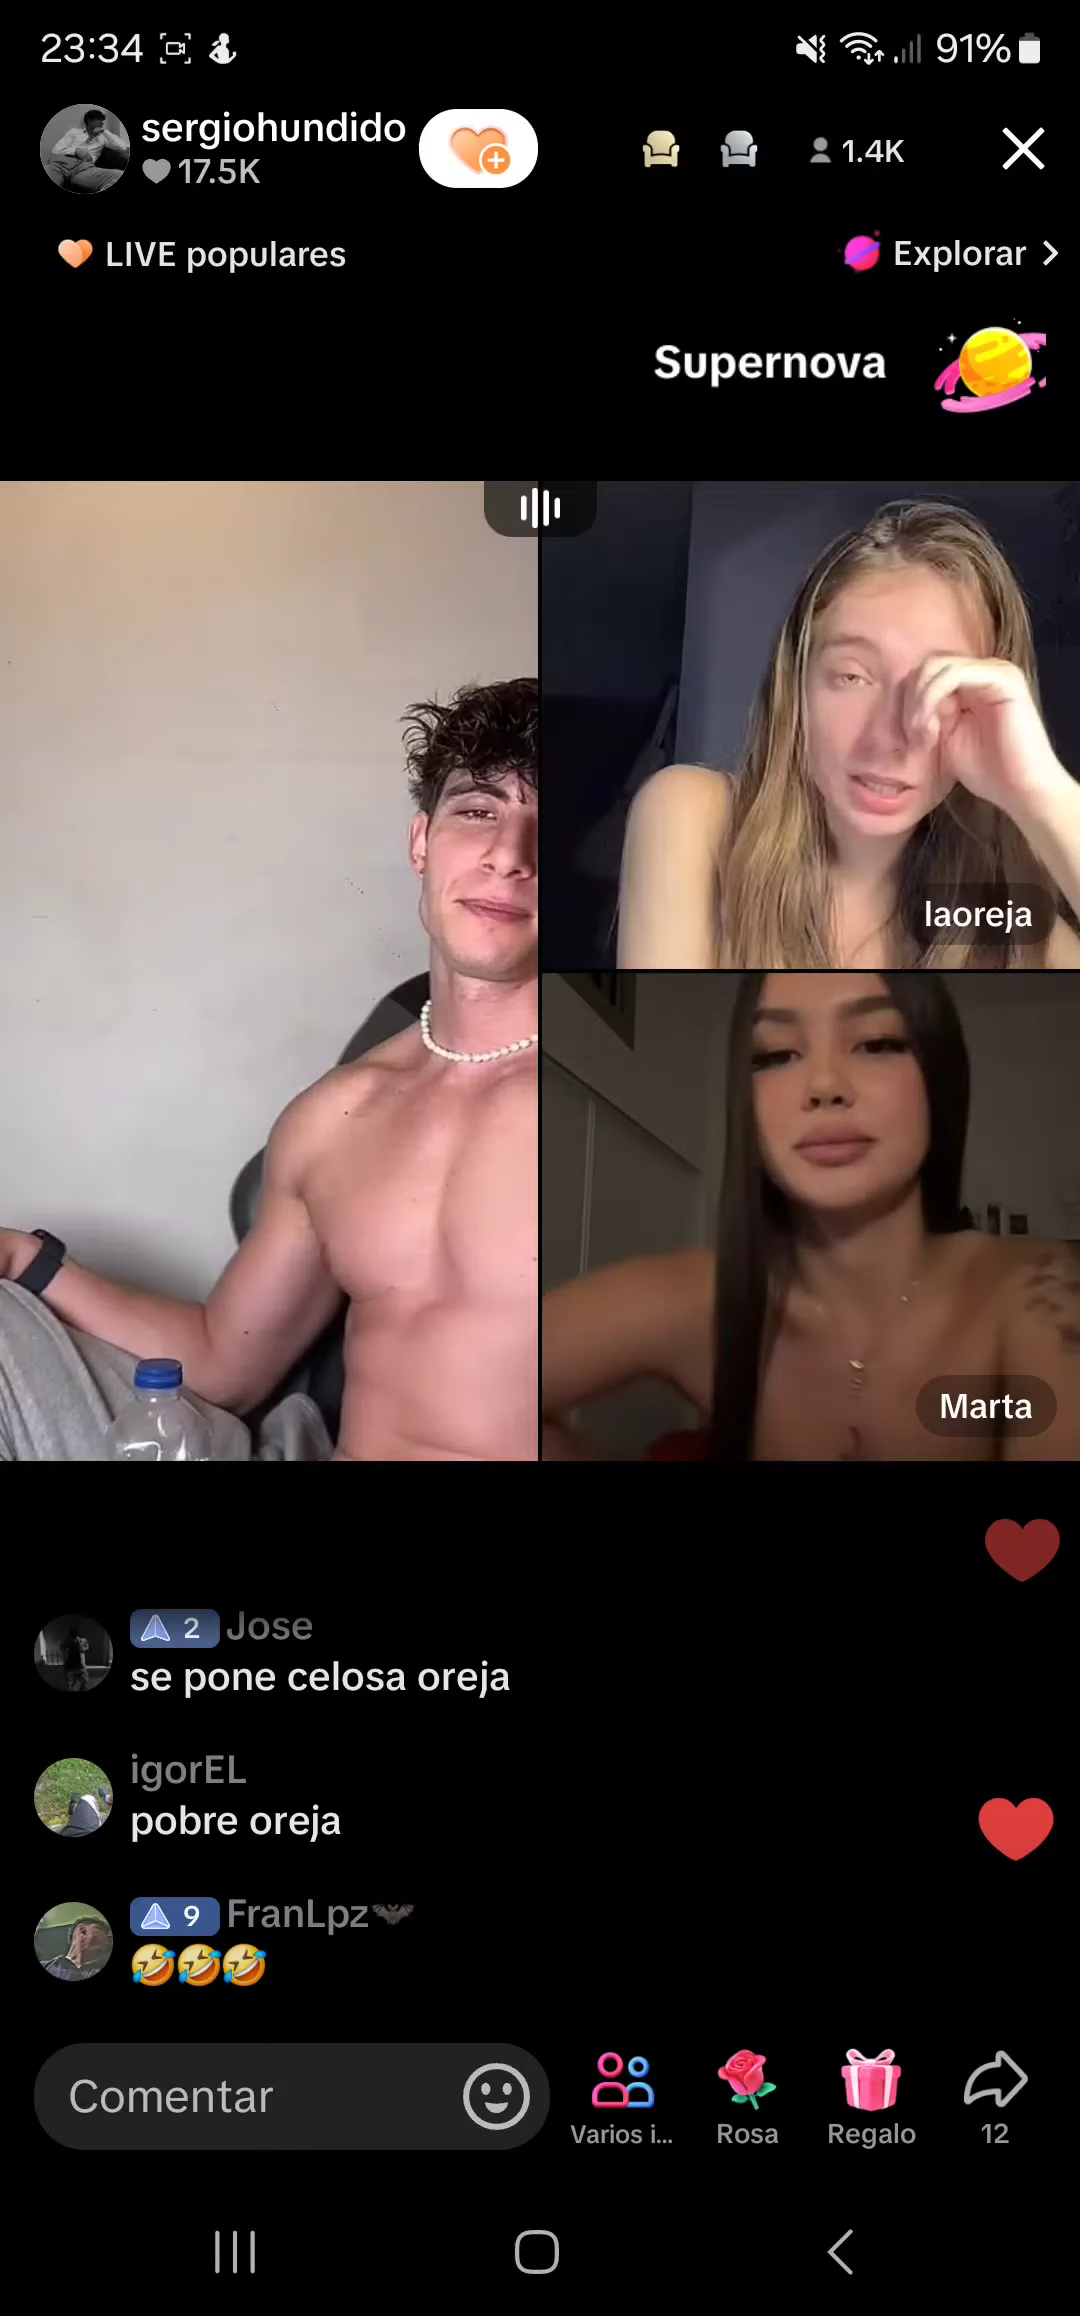 23:34
91%
sergiohundido
17.5K
1.4K
LIVE populares
Explorar
Supernova
laoreja
Marta
2 Jose
se pone celosa oreja
igorEL
pobre oreja
9 FranLpz🦇
🤣🤣🤣
Comentar
Varios i...
Rosa
Regalo
12